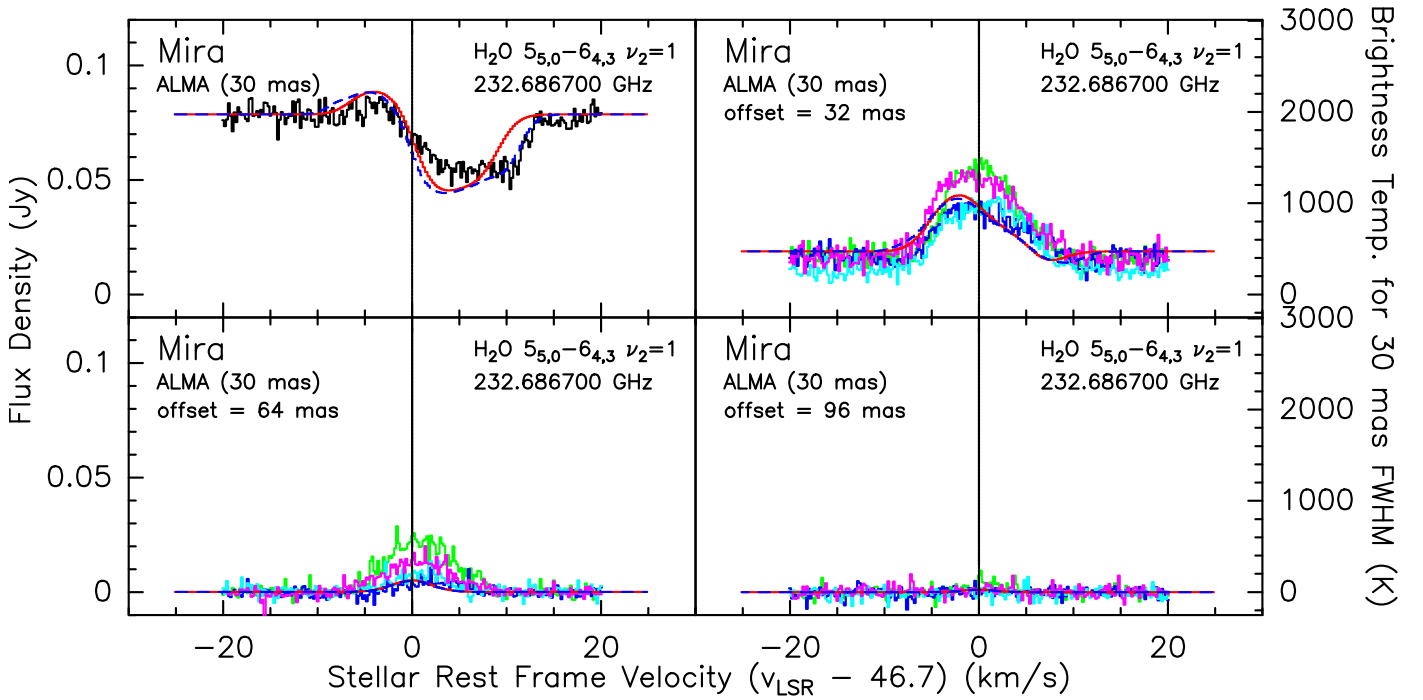 Mira
ALMA (30 mas)
H₂O 5₅,₀−6₄,₃ ν₂=1
232.686700 GHz
Mira
ALMA (30 mas)
offset = 32 mas
H₂O 5₅,₀−6₄,₃ ν₂=1
232.686700 GHz
Mira
ALMA (30 mas)
offset = 64 mas
H₂O 5₅,₀−6₄,₃ ν₂=1
232.686700 GHz
Mira
ALMA (30 mas)
offset = 96 mas
H₂O 5₅,₀−6₄,₃ ν₂=1
232.686700 GHz
0.1
0.05
0
0.1
0.05
0
Flux Density (Jy)
3000
2000
1000
0
3000
2000
1000
0
Brightness Temp. for 30 mas FWHM (K)
−20
0
20
−20
0
20
Stellar Rest Frame Velocity (v_LSR − 46.7) (km/s)